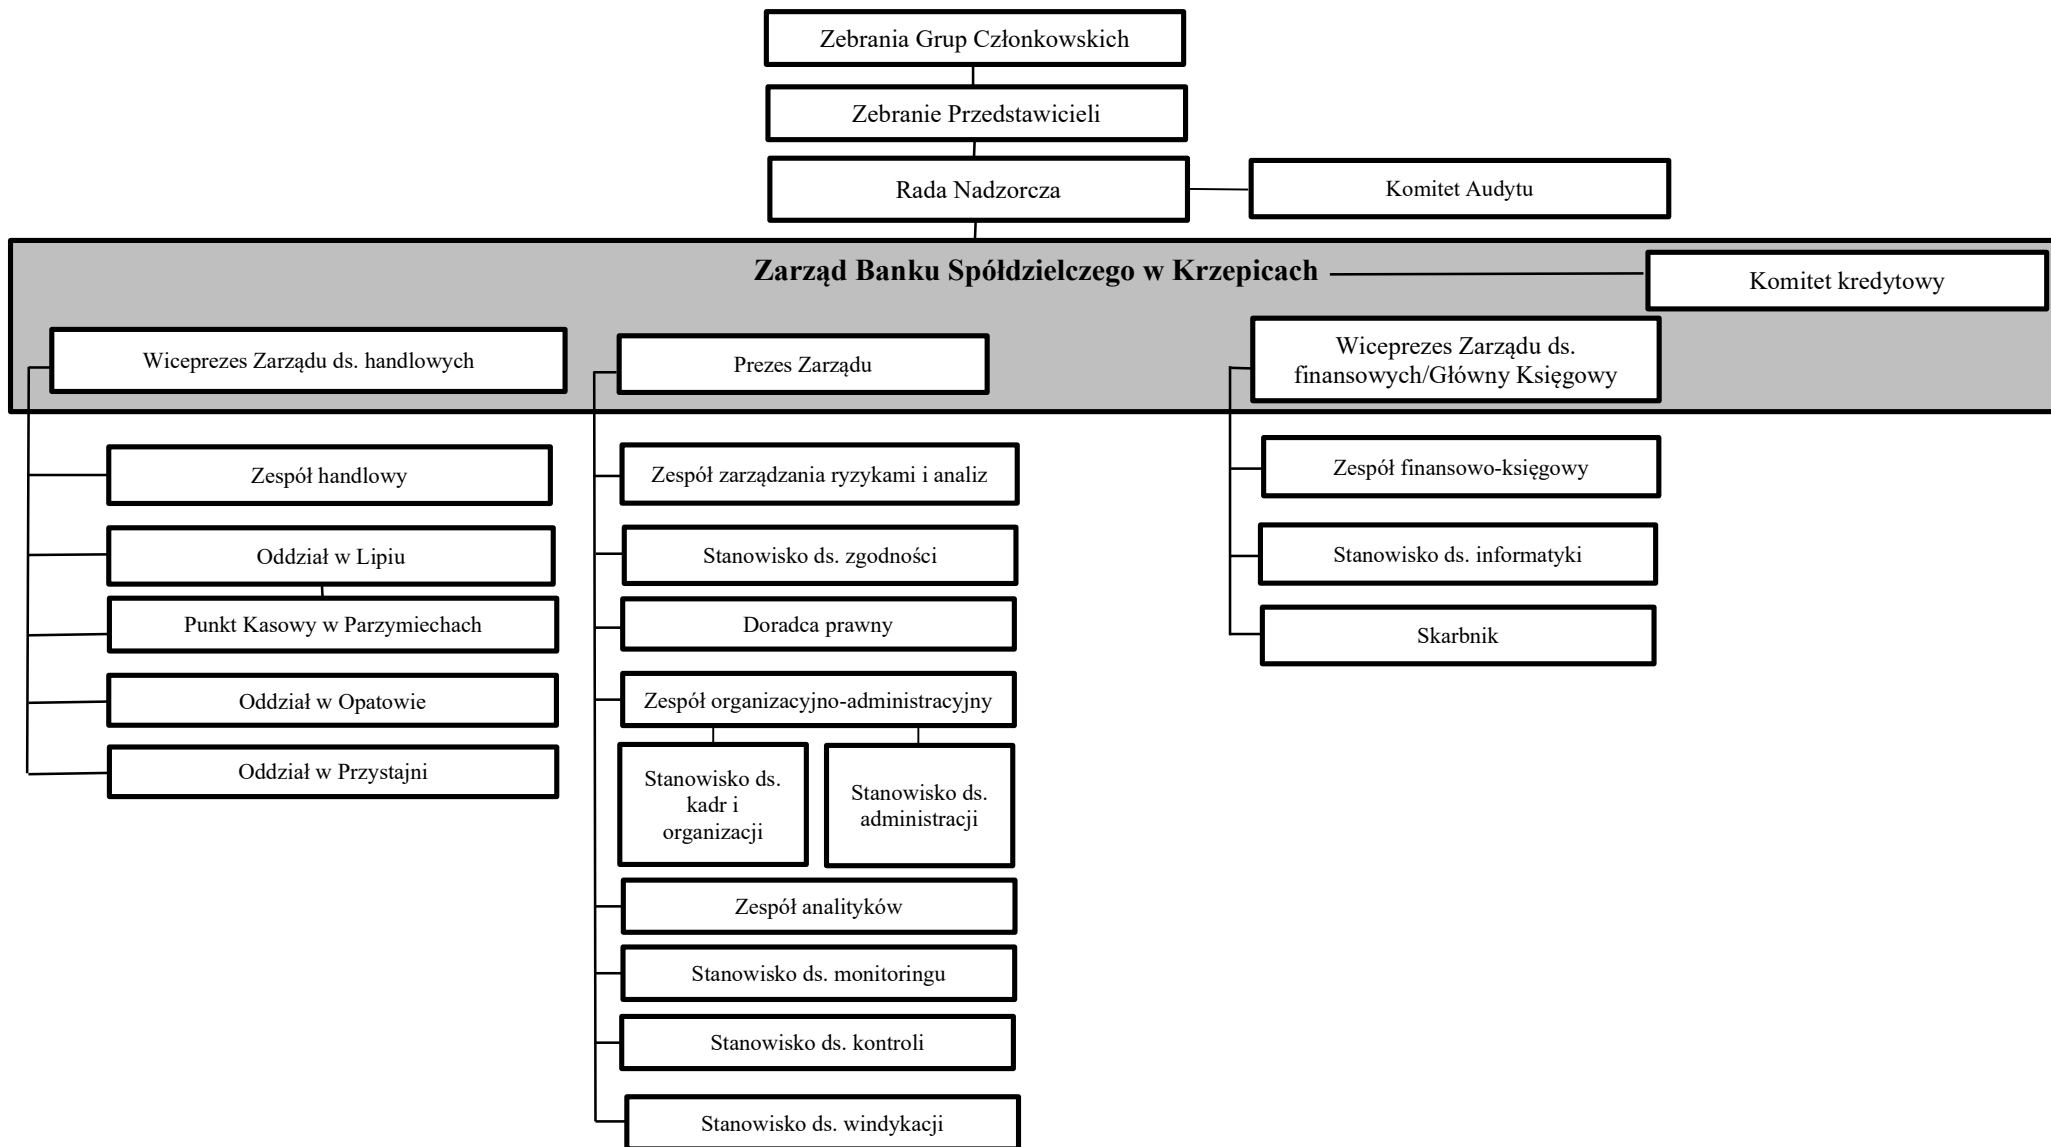 Zebrania Grup Członkowskich
Zebranie Przedstawicieli
Rada Nadzorcza
Komitet Audytu
Zarząd Banku Spółdzielczego w Krzepicach
Komitet kredytowy
Wiceprezes Zarządu ds. handlowych
Prezes Zarządu
Wiceprezes Zarządu ds.
finansowych/Główny Księgowy
Zespół handlowy
Oddział w Lipiu
Punkt Kasowy w Parzymiechach
Oddział w Opatowie
Oddział w Przystajni
Zespół zarządzania ryzykami i analiz
Stanowisko ds. zgodności
Doradca prawny
Zespół organizacyjno-administracyjny
Stanowisko ds.
kadr i
organizacji
Stanowisko ds.
administracji
Zespół analityków
Stanowisko ds. monitoringu
Stanowisko ds. kontroli
Stanowisko ds. windykacji
Zespół finansowo-księgowy
Stanowisko ds. informatyki
Skarbnik